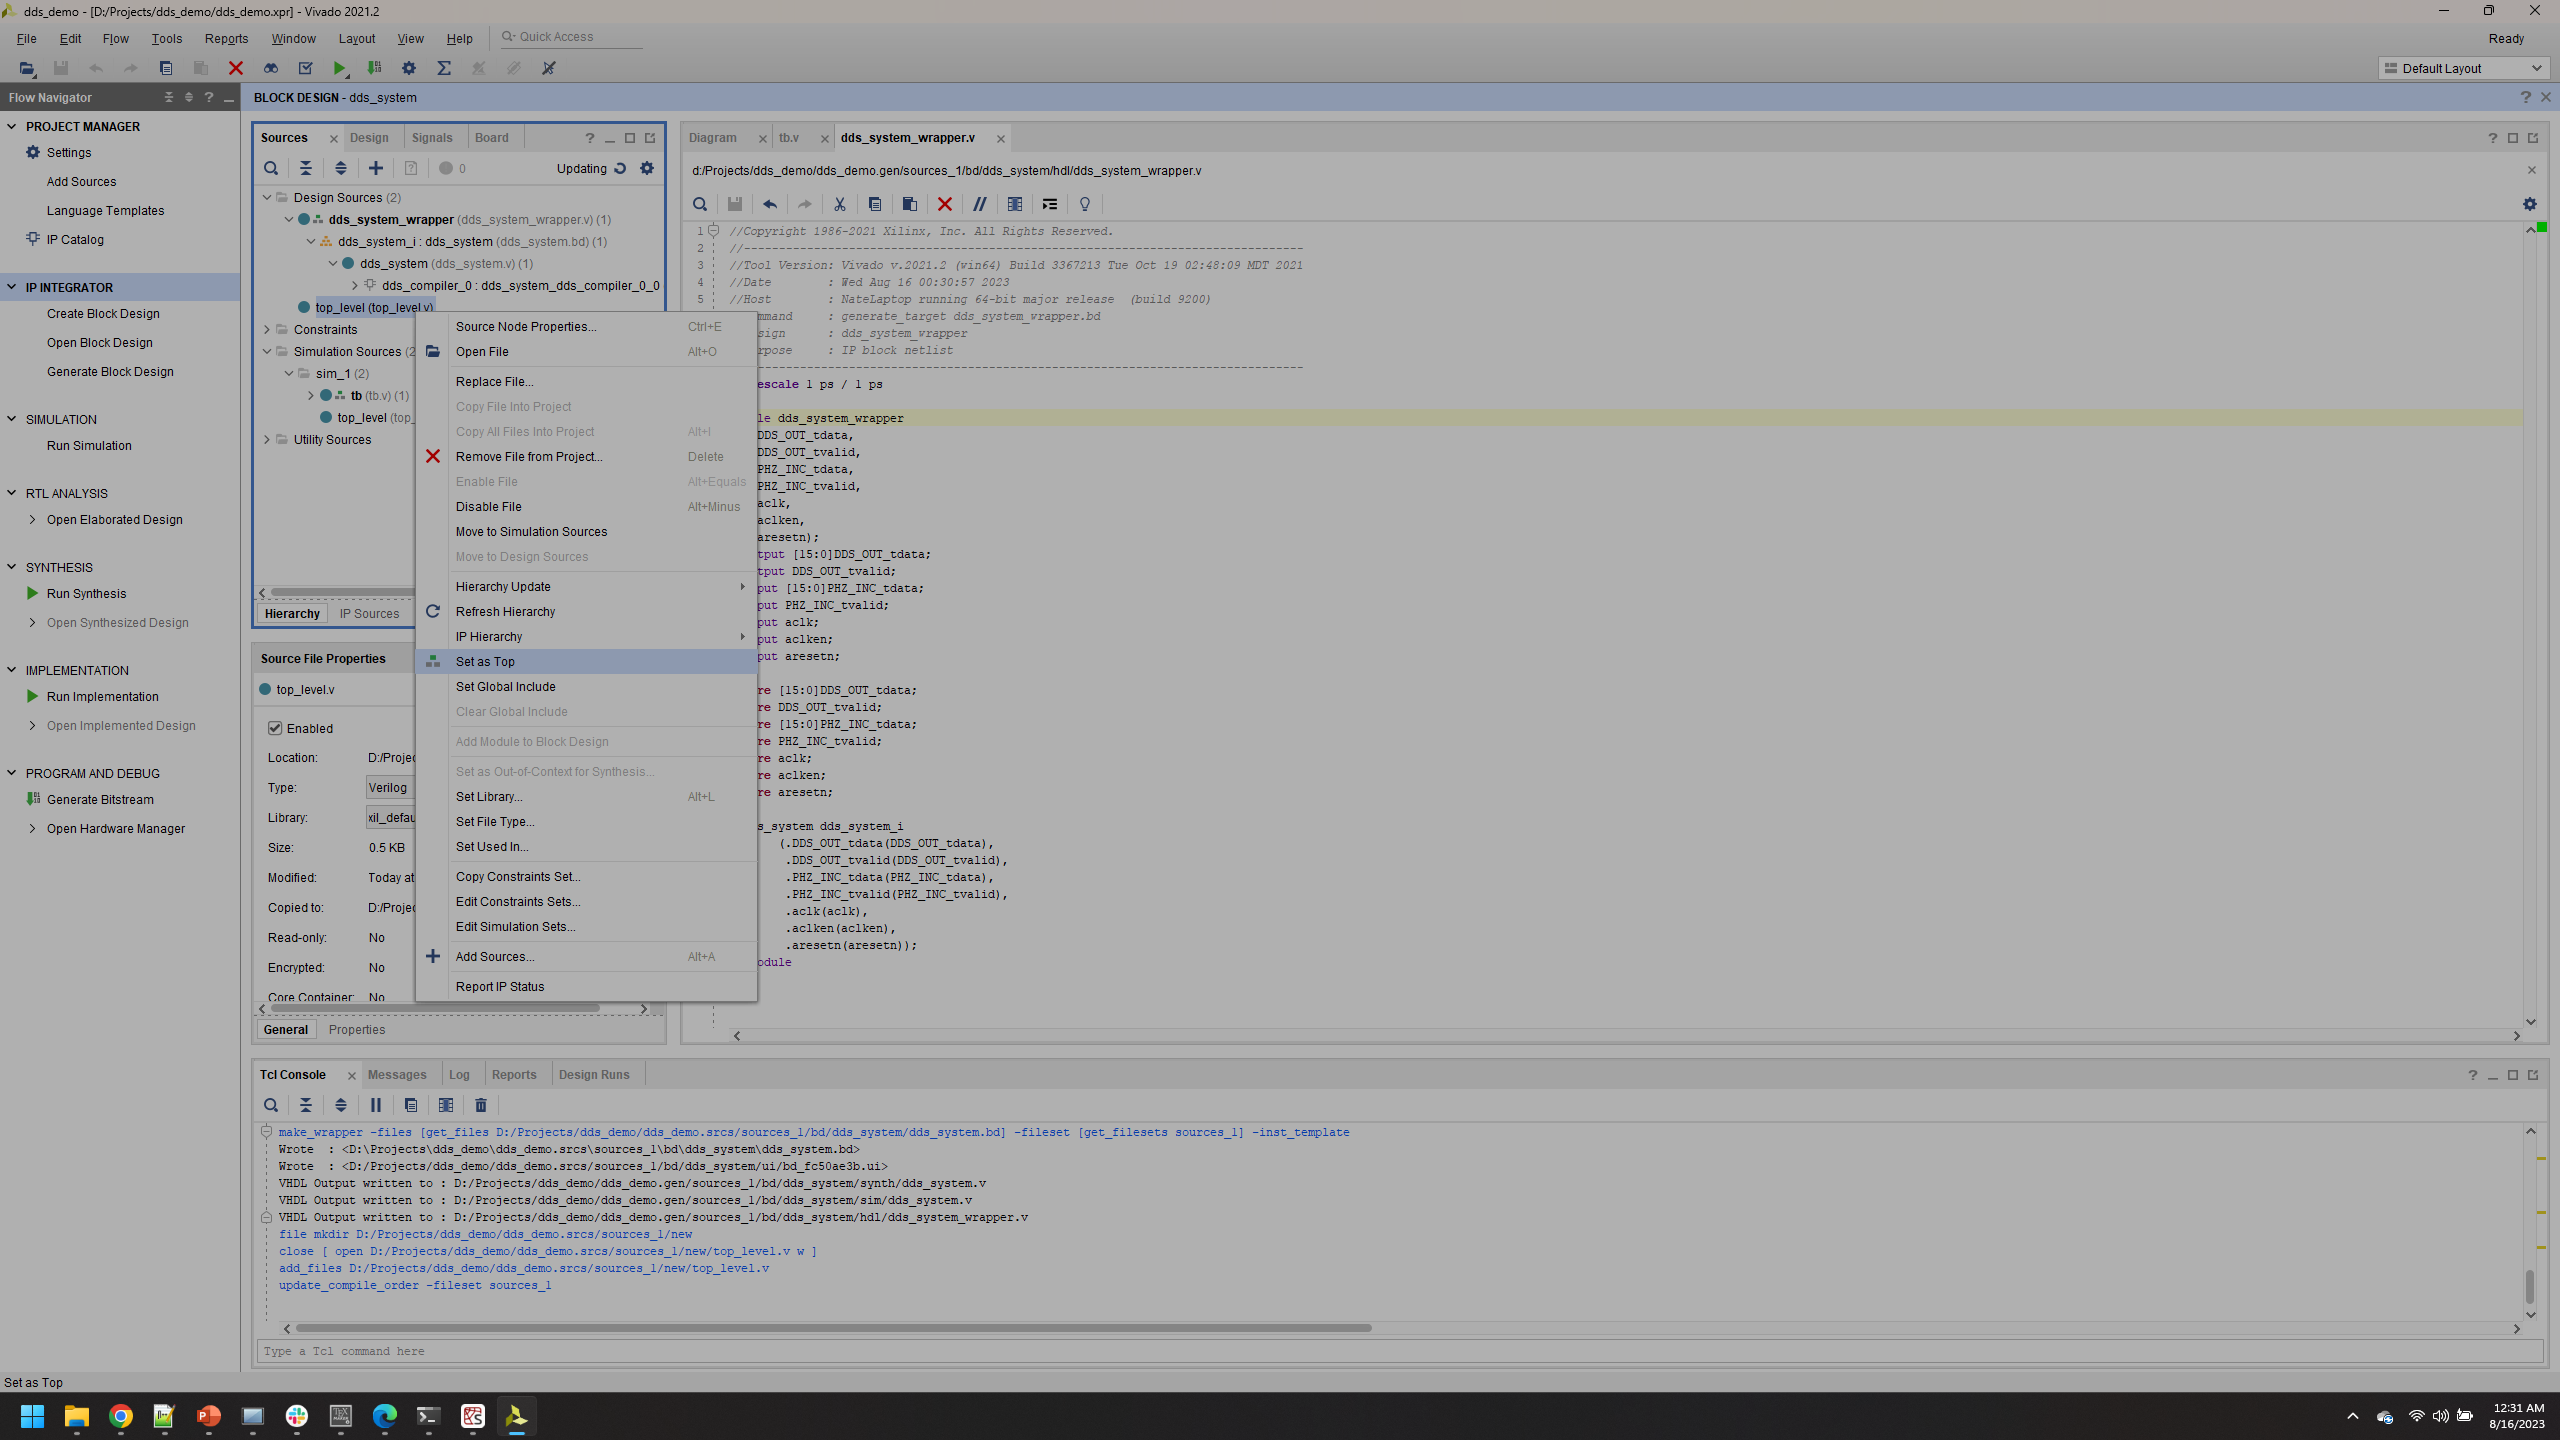 dds_demo - [D:/Projects/dds_demo/dds_demo.xpr] - Vivado 2021.2
File Edit Flow Tools Reports Window Layout View Help Quick Access
Ready
Default Layout
Flow Navigator
PROJECT MANAGER
Settings
Add Sources
Language Templates
IP Catalog
IP INTEGRATOR
Create Block Design
Open Block Design
Generate Block Design
SIMULATION
Run Simulation
RTL ANALYSIS
Open Elaborated Design
SYNTHESIS
Run Synthesis
Open Synthesized Design
IMPLEMENTATION
Run Implementation
Open Implemented Design
PROGRAM AND DEBUG
Generate Bitstream
Open Hardware Manager
BLOCK DESIGN - dds_system
Sources Design Signals Board
0 Updating
Design Sources (2)
dds_system_wrapper (dds_system_wrapper.v) (1)
dds_system_i : dds_system (dds_system.bd) (1)
dds_system (dds_system.v) (1)
dds_compiler_0 : dds_system_dds_compiler_0_0
top_level (top_level.v)
Constraints
Simulation Sources (2
sim_1 (2)
tb (tb.v) (1)
top_level (top_
Utility Sources
Hierarchy IP Sources
Source File Properties
top_level.v
Enabled
Location: D:/Projec
Type: Verilog
Library: xil_defau
Size: 0.5 KB
Modified: Today at
Copied to: D:/Projec
Read-only: No
Encrypted: No
Core Container: No
General Properties
Source Node Properties... Ctrl+E
Open File Alt+O
Replace File...
Copy File Into Project
Copy All Files Into Project Alt+I
Remove File from Project... Delete
Enable File Alt+Equals
Disable File Alt+Minus
Move to Simulation Sources
Move to Design Sources
Hierarchy Update
Refresh Hierarchy
IP Hierarchy
Set as Top
Set Global Include
Clear Global Include
Add Module to Block Design
Set as Out-of-Context for Synthesis...
Set Library... Alt+L
Set File Type...
Set Used In...
Copy Constraints Set...
Edit Constraints Sets...
Edit Simulation Sets...
Add Sources... Alt+A
Report IP Status
Diagram tb.v dds_system_wrapper.v
d:/Projects/dds_demo/dds_demo.gen/sources_1/bd/dds_system/hdl/dds_system_wrapper.v
1 //Copyright 1986-2021 Xilinx, Inc. All Rights Reserved.
2 //--------------------------------------------------------------------------------
3 //Tool Version: Vivado v.2021.2 (win64) Build 3367213 Tue Oct 19 02:48:09 MDT 2021
4 //Date : Wed Aug 16 00:30:57 2023
5 //Host : NateLaptop running 64-bit major release (build 9200)
mmand : generate_target dds_system_wrapper.bd
sign : dds_system_wrapper
rpose : IP block netlist
--------------------------------------------------------------------------------
escale 1 ps / 1 ps
le dds_system_wrapper
DDS_OUT_tdata,
DDS_OUT_tvalid,
PHZ_INC_tdata,
PHZ_INC_tvalid,
aclk,
aclken,
aresetn);
tput [15:0]DDS_OUT_tdata;
tput DDS_OUT_tvalid;
put [15:0]PHZ_INC_tdata;
put PHZ_INC_tvalid;
put aclk;
put aclken;
put aresetn;
re [15:0]DDS_OUT_tdata;
re DDS_OUT_tvalid;
re [15:0]PHZ_INC_tdata;
re PHZ_INC_tvalid;
re aclk;
re aclken;
re aresetn;
s_system dds_system_i
(.DDS_OUT_tdata(DDS_OUT_tdata),
.DDS_OUT_tvalid(DDS_OUT_tvalid),
.PHZ_INC_tdata(PHZ_INC_tdata),
.PHZ_INC_tvalid(PHZ_INC_tvalid),
.aclk(aclk),
.aclken(aclken),
.aresetn(aresetn));
odule
Tcl Console Messages Log Reports Design Runs
make_wrapper -files [get_files D:/Projects/dds_demo/dds_demo.srcs/sources_1/bd/dds_system/dds_system.bd] -fileset [get_filesets sources_1] -inst_template
Wrote : <D:\Projects\dds_demo\dds_demo.srcs\sources_1\bd\dds_system\dds_system.bd>
Wrote : <D:/Projects/dds_demo/dds_demo.srcs/sources_1/bd/dds_system/ui/bd_fc50ae3b.ui>
VHDL Output written to : D:/Projects/dds_demo/dds_demo.gen/sources_1/bd/dds_system/synth/dds_system.v
VHDL Output written to : D:/Projects/dds_demo/dds_demo.gen/sources_1/bd/dds_system/sim/dds_system.v
VHDL Output written to : D:/Projects/dds_demo/dds_demo.gen/sources_1/bd/dds_system/hdl/dds_system_wrapper.v
file mkdir D:/Projects/dds_demo/dds_demo.srcs/sources_1/new
close [ open D:/Projects/dds_demo/dds_demo.srcs/sources_1/new/top_level.v w ]
add_files D:/Projects/dds_demo/dds_demo.srcs/sources_1/new/top_level.v
update_compile_order -fileset sources_1
Type a Tcl command here
Set as Top
12:31 AM
8/16/2023